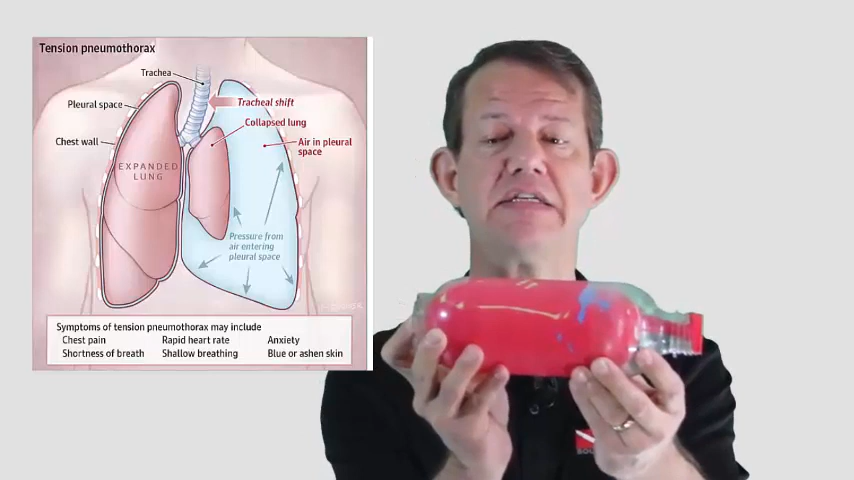 Tension pneumothorax
Trachea
Tracheal shift
Pleural space
Collapsed lung
Chest wall
Air in pleural
space
EXPANDED
LUNG
Pressure from
air entering
pleural space
Symptoms of tension pneumothorax may include
Chest pain Rapid heart rate Anxiety
Shortness of breath Shallow breathing Blue or ashen skin